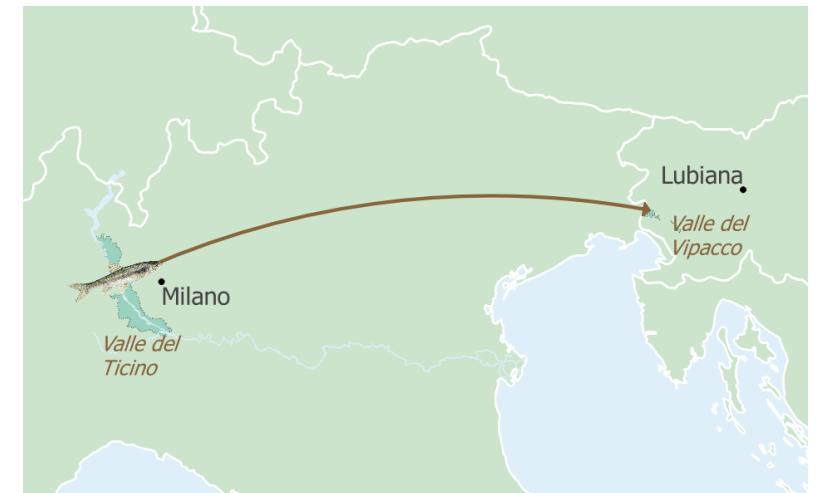 Lubiana
Valle del
Vipacco
Milano
Valle del
Ticino